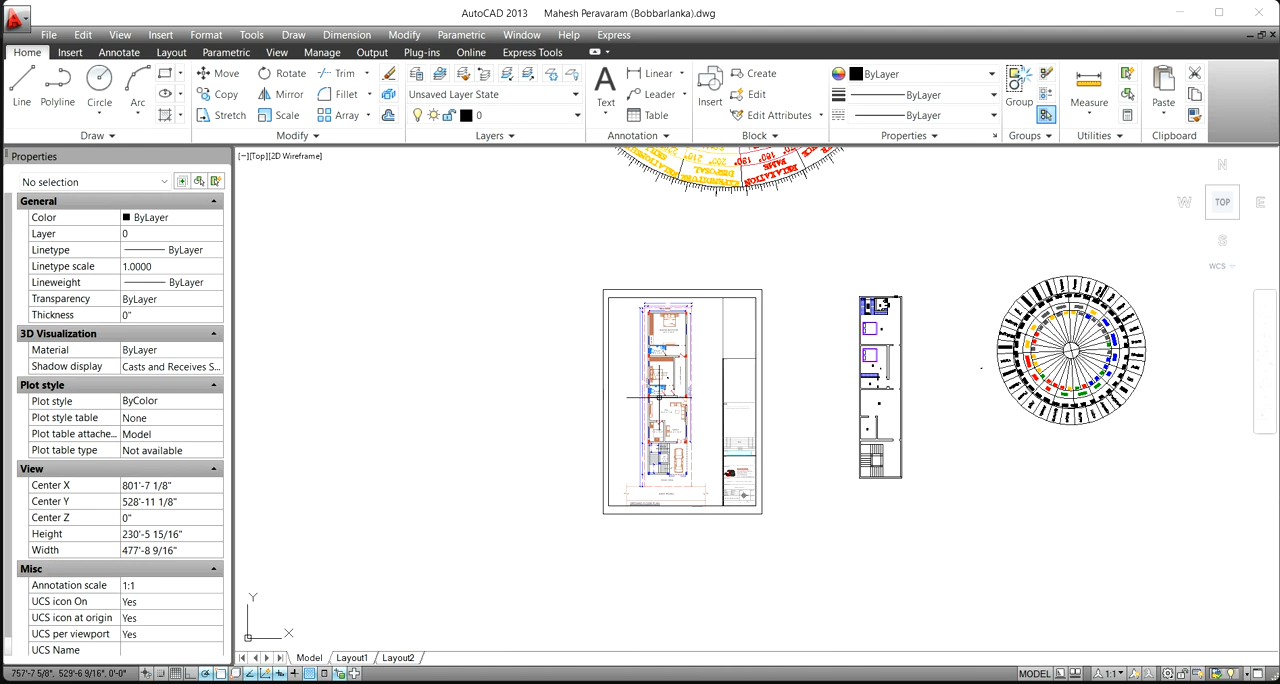 AutoCAD 2013 Mahesh Peravaram (Bobbarlanka).dwg
File Edit View Insert Format Tools Draw Dimension Modify Parametric Window Help Express
Home Insert Annotate Layout Parametric View Manage Output Plug-ins Online Express Tools
Line Polyline Circle Arc
Move Rotate Trim
Copy Mirror Fillet
Stretch Scale Array
Unsaved Layer State
0
Text
Linear
Leader
Table
Insert
Create
Edit
Edit Attributes
ByLayer
ByLayer
ByLayer
Group
Measure
Paste
Draw Modify Layers Annotation Block Properties Groups Utilities Clipboard
Properties
[−][Top][2D Wireframe]
No selection
General
Color ByLayer
Layer 0
Linetype ByLayer
Linetype scale 1.0000
Lineweight ByLayer
Transparency ByLayer
Thickness 0"
3D Visualization
Material ByLayer
Shadow display Casts and Receives S...
Plot style
Plot style ByColor
Plot style table None
Plot table attache... Model
Plot table type Not available
View
Center X 801'-7 1/8"
Center Y 528'-11 1/8"
Center Z 0"
Height 230'-5 15/16"
Width 477'-8 9/16"
Misc
Annotation scale 1:1
UCS icon On Yes
UCS icon at origin Yes
UCS per viewport Yes
UCS Name
EXPENDITURE
DISPOSAL
RELAXATION
FAME
210° 200° 190° 180°
N
W TOP E
S
WCS
Y
X
Model Layout1 Layout2
757'-7 5/8", 529'-6 9/16", 0'-0"
MODEL
1:1